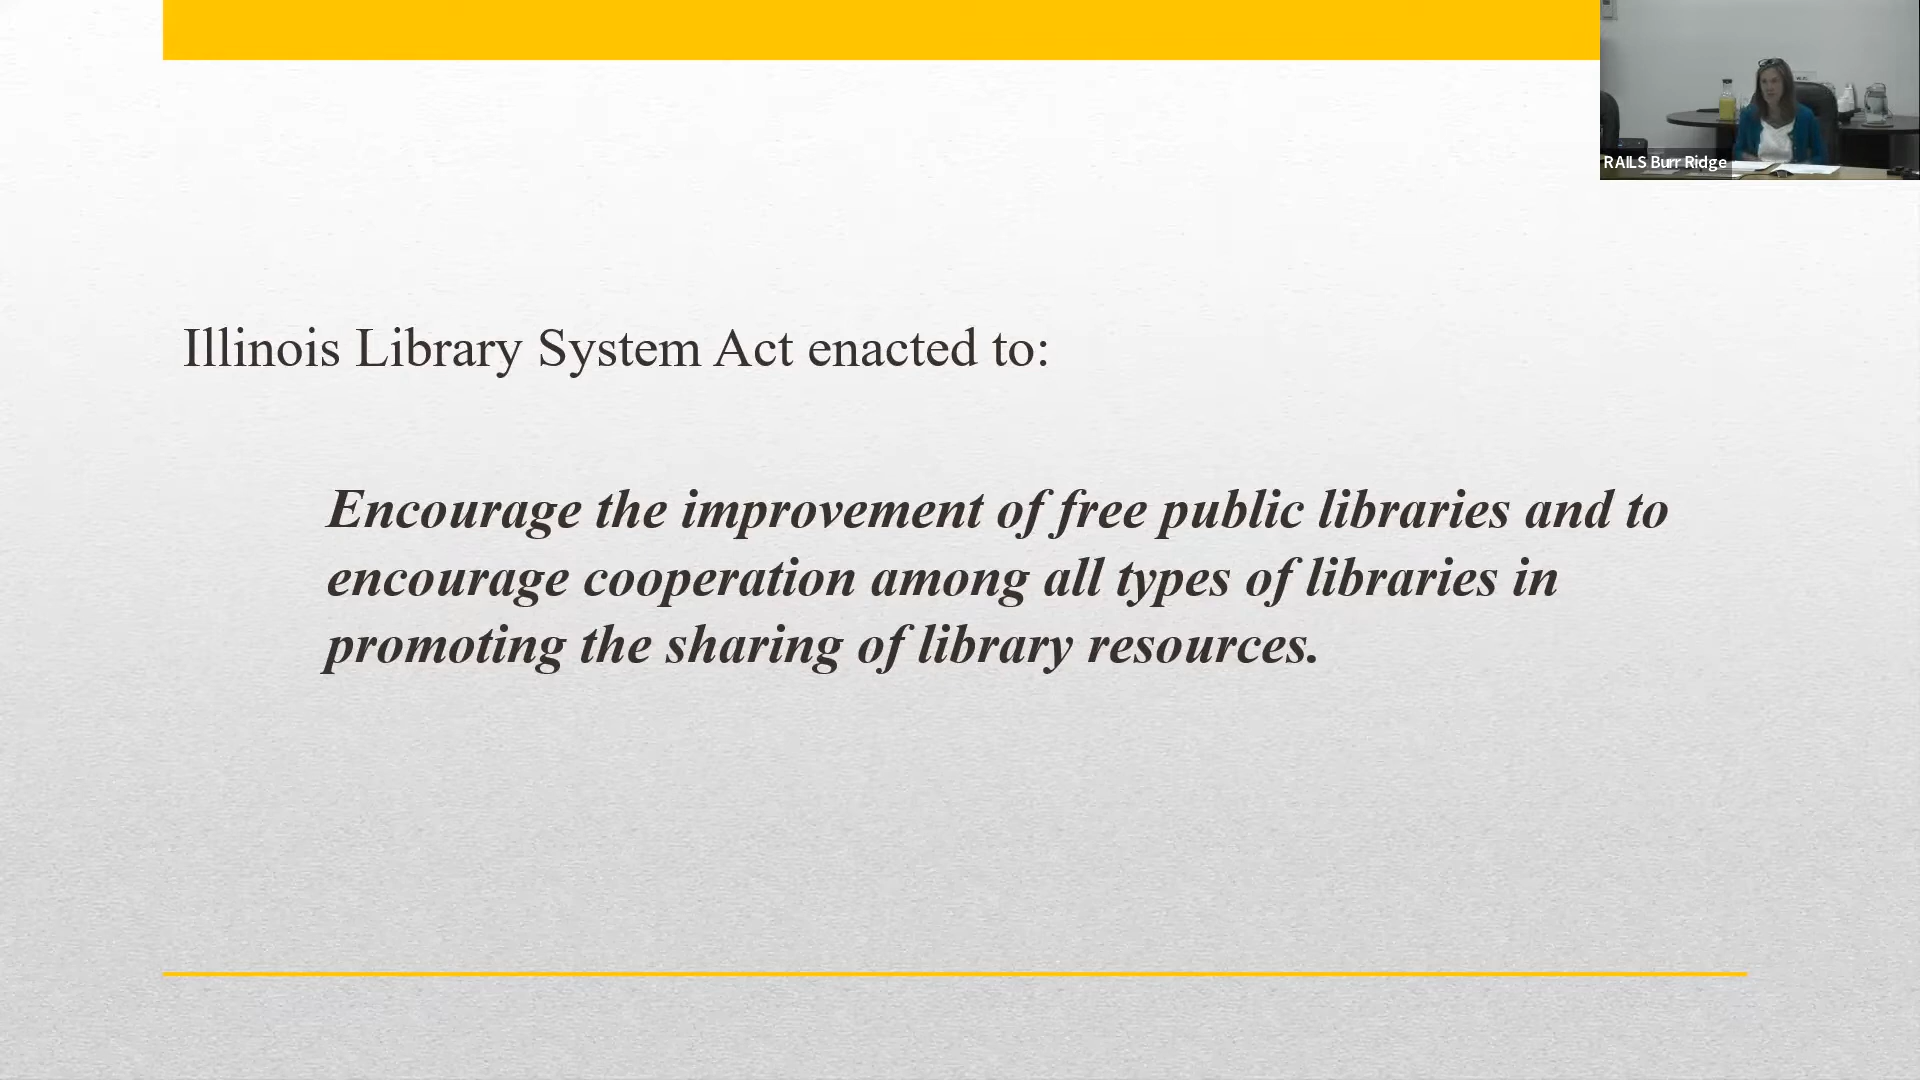 RAILS Burr Ridge
Illinois Library System Act enacted to:
Encourage the improvement of free public libraries and to
encourage cooperation among all types of libraries in
promoting the sharing of library resources.